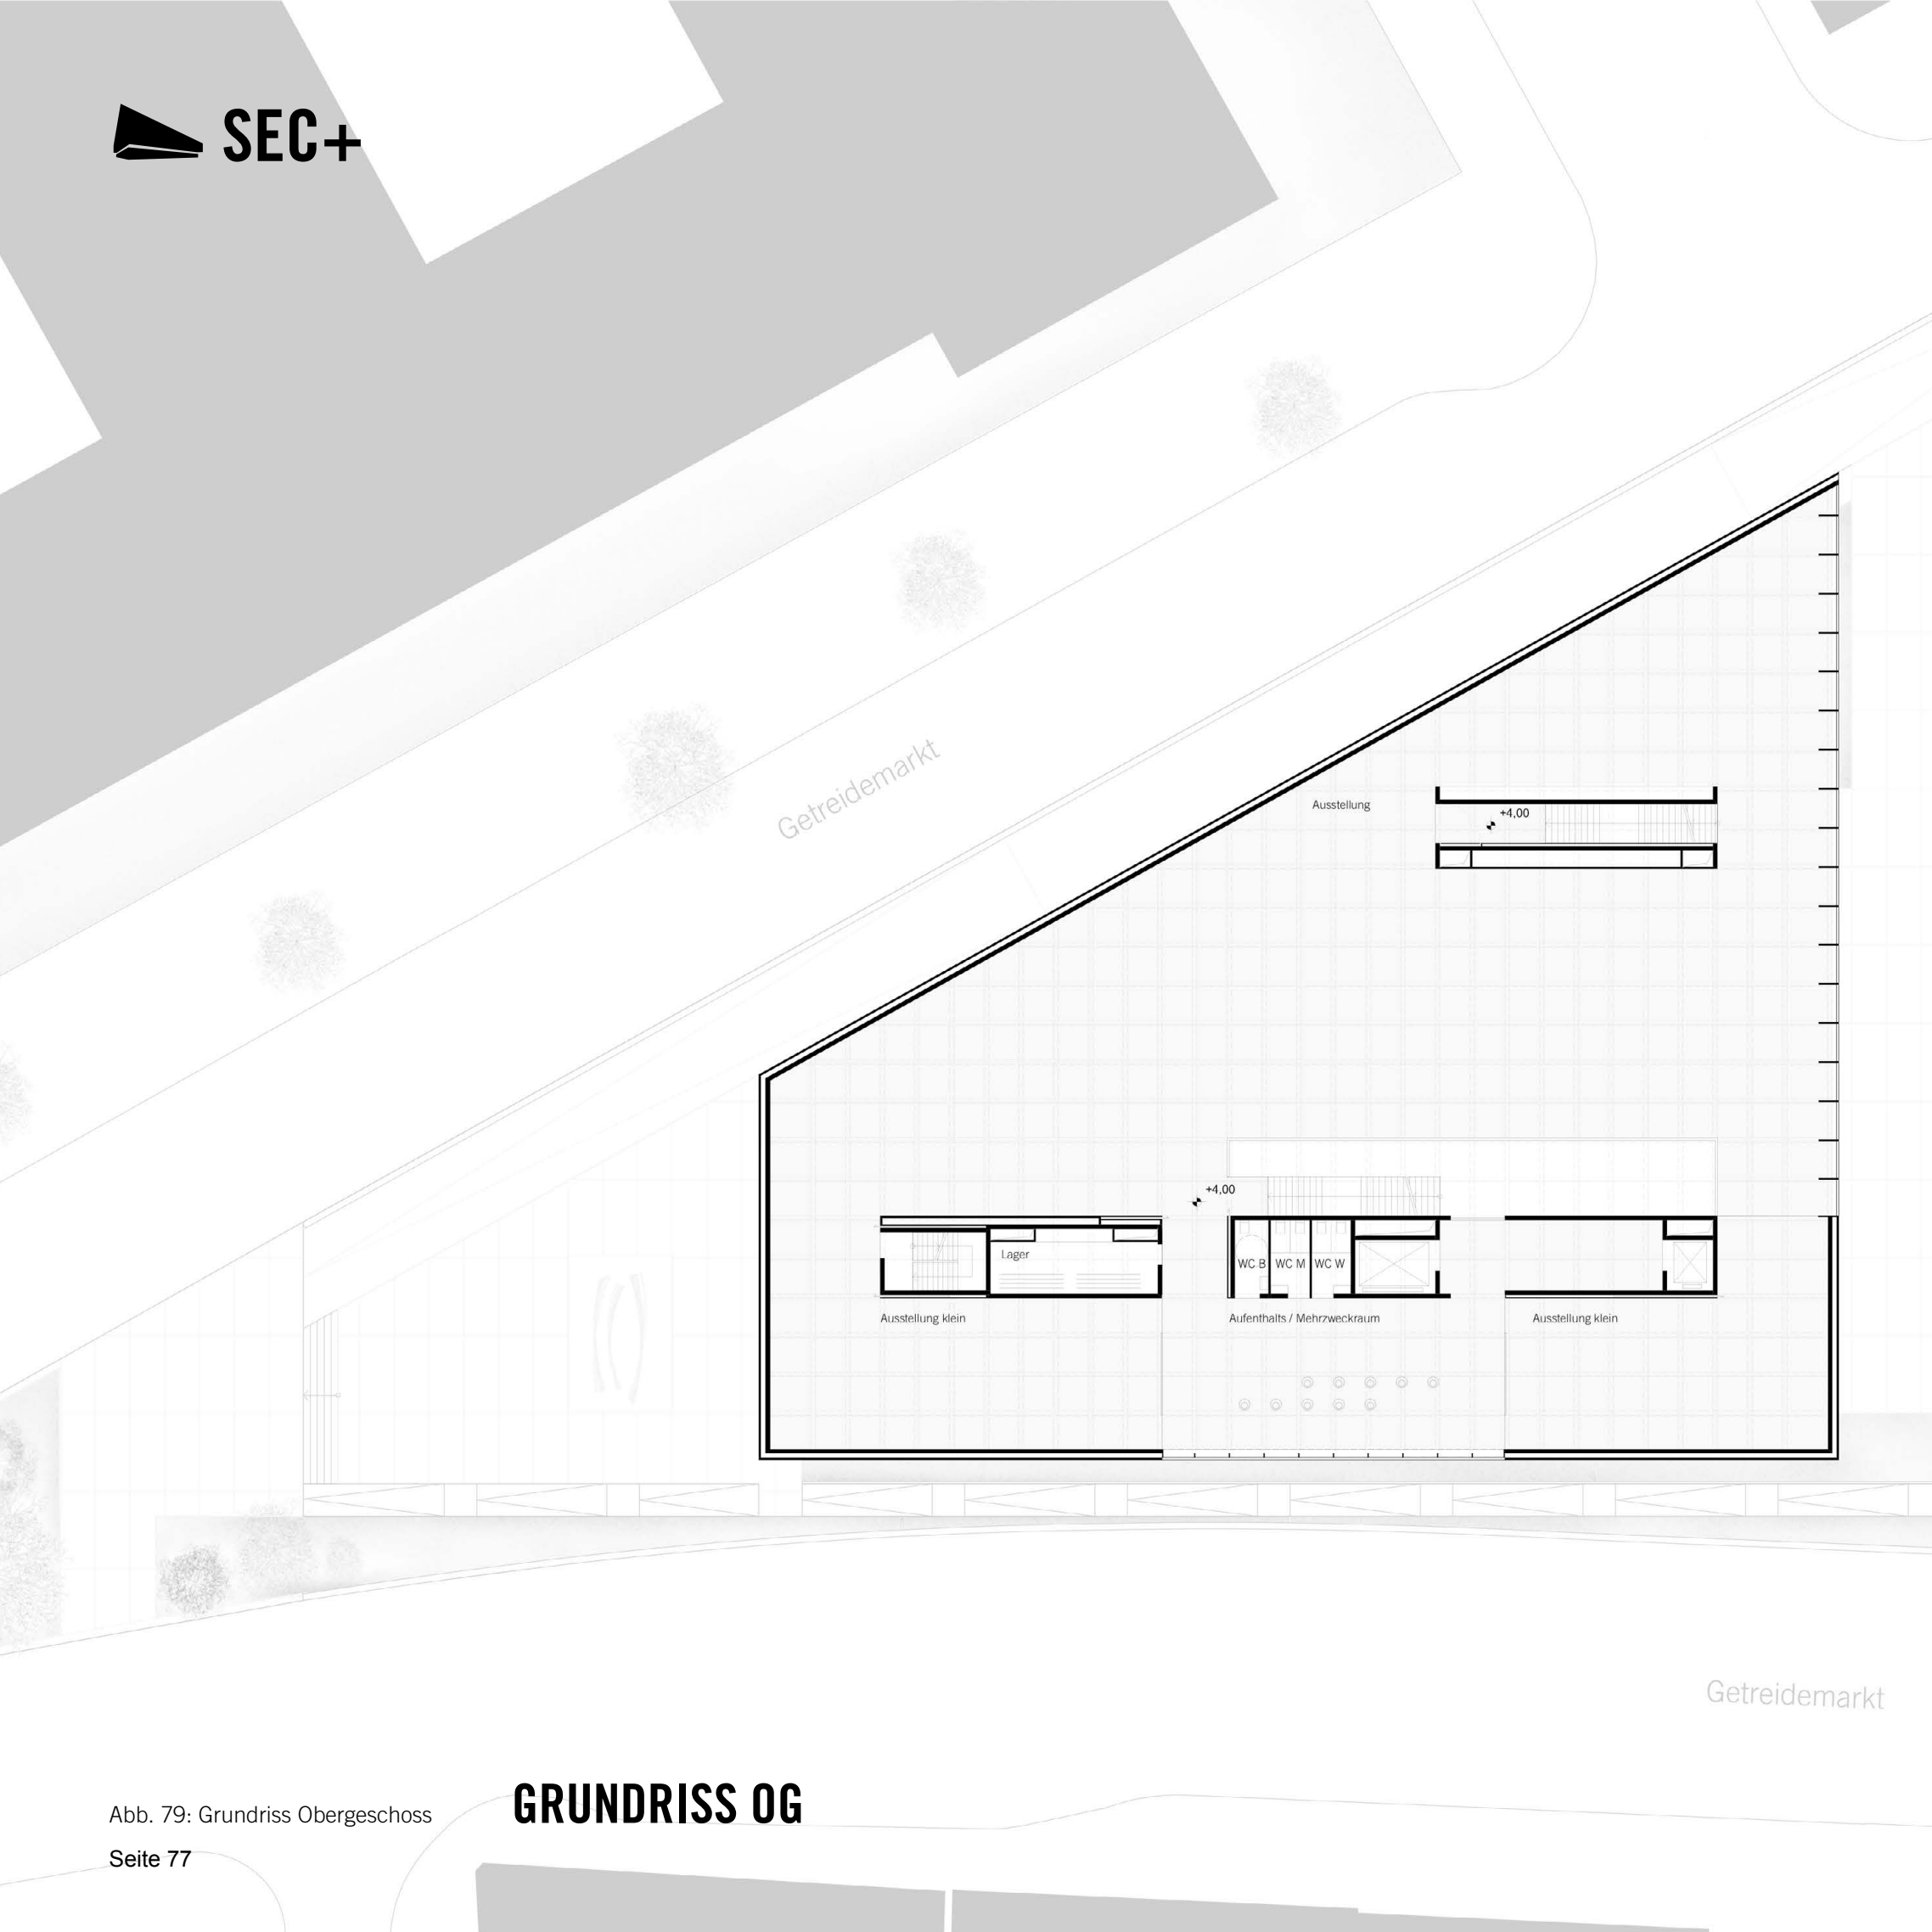 SEC+
Getreidemarkt
Ausstellung
+4,00
+4,00
Lager
WC B
WC M
WC W
Ausstellung klein
Aufenthalts / Mehrzweckraum
Ausstellung klein
Getreidemarkt
GRUNDRISS OG
Abb. 79: Grundriss Obergeschoss
Seite 77